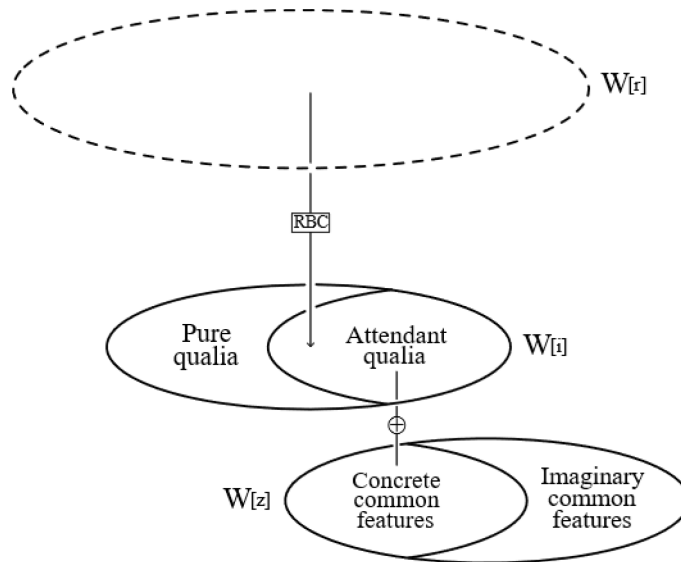 W[r]
RBC
Pure
qualia
Attendant
qualia
W[i]
W[z]
Concrete
common
features
Imaginary
common
features